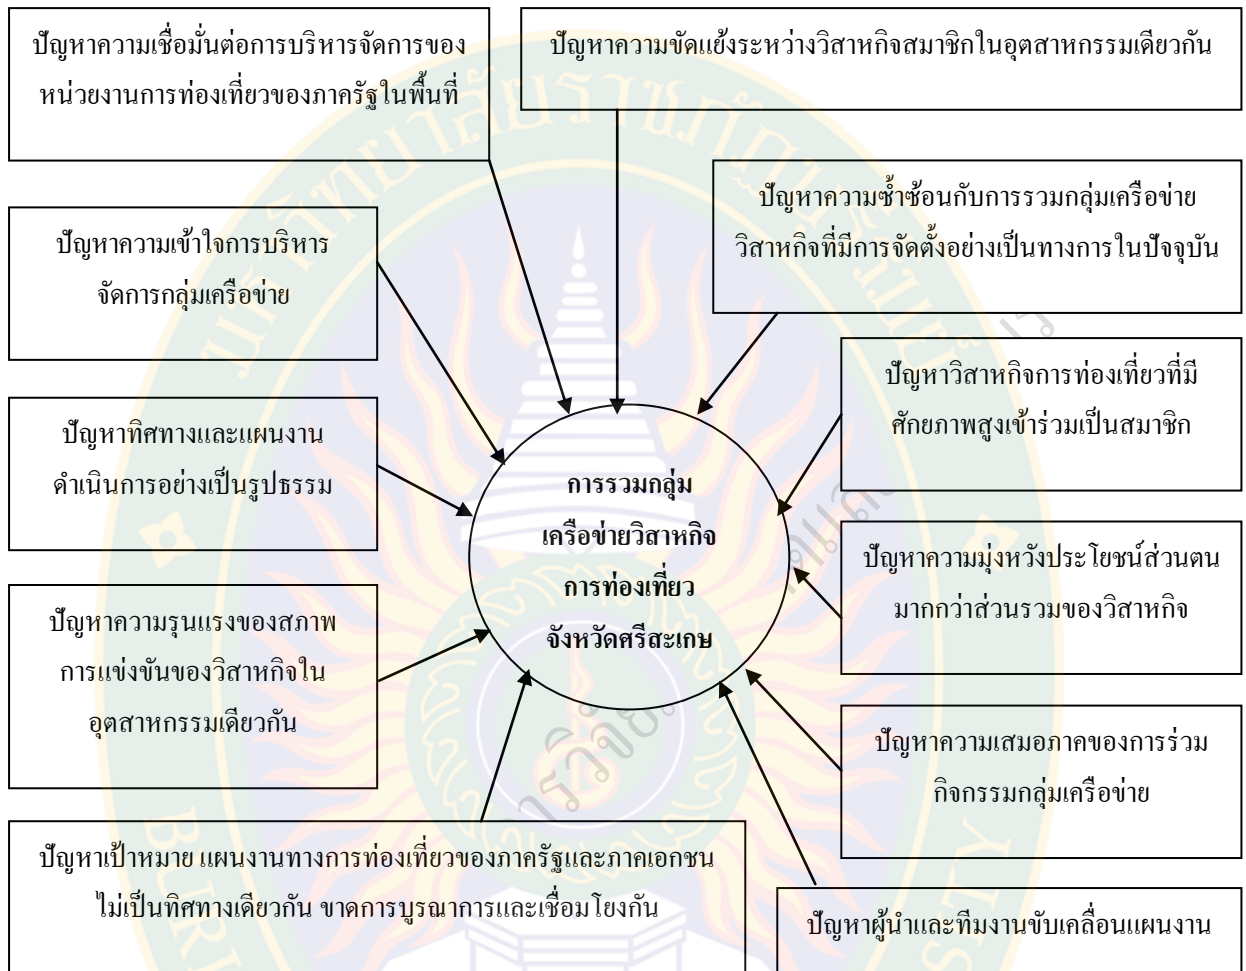 ปัญหาความเชื่อมั่นต่อการบริหารจัดการของ
หน่วยงานการท่องเที่ยวของภาครัฐในพื้นที่
ปัญหาความขัดแย้งระหว่างวิสาหกิจสมาชิกในอุตสาหกรรมเดียวกัน
ปัญหาความซ้ำซ้อนกับการรวมกลุ่มเครือข่าย
วิสาหกิจที่มีการจัดตั้งอย่างเป็นทางการในปัจจุบัน
ปัญหาความเข้าใจการบริหาร
จัดการกลุ่มเครือข่าย
ปัญหาวิสาหกิจการท่องเที่ยวที่มี
ศักยภาพสูงเข้าร่วมเป็นสมาชิก
ปัญหาทิศทางและแผนงาน
ดำเนินการอย่างเป็นรูปธรรม
การรวมกลุ่ม
เครือข่ายวิสาหกิจ
การท่องเที่ยว
จังหวัดศรีสะเกษ
ปัญหาความมุ่งหวังประโยชน์ส่วนตน
มากกว่าส่วนรวมของวิสาหกิจ
ปัญหาความรุนแรงของสภาพ
การแข่งขันของวิสาหกิจใน
อุตสาหกรรมเดียวกัน
ปัญหาความเสมอภาคของการร่วม
กิจกรรมกลุ่มเครือข่าย
ปัญหาเป้าหมาย แผนงานทางการท่องเที่ยวของภาครัฐและภาคเอกชน
ไม่เป็นทิศทางเดียวกัน ขาดการบูรณาการและเชื่อมโยงกัน
ปัญหาผู้นำและทีมงานขับเคลื่อนแผนงาน